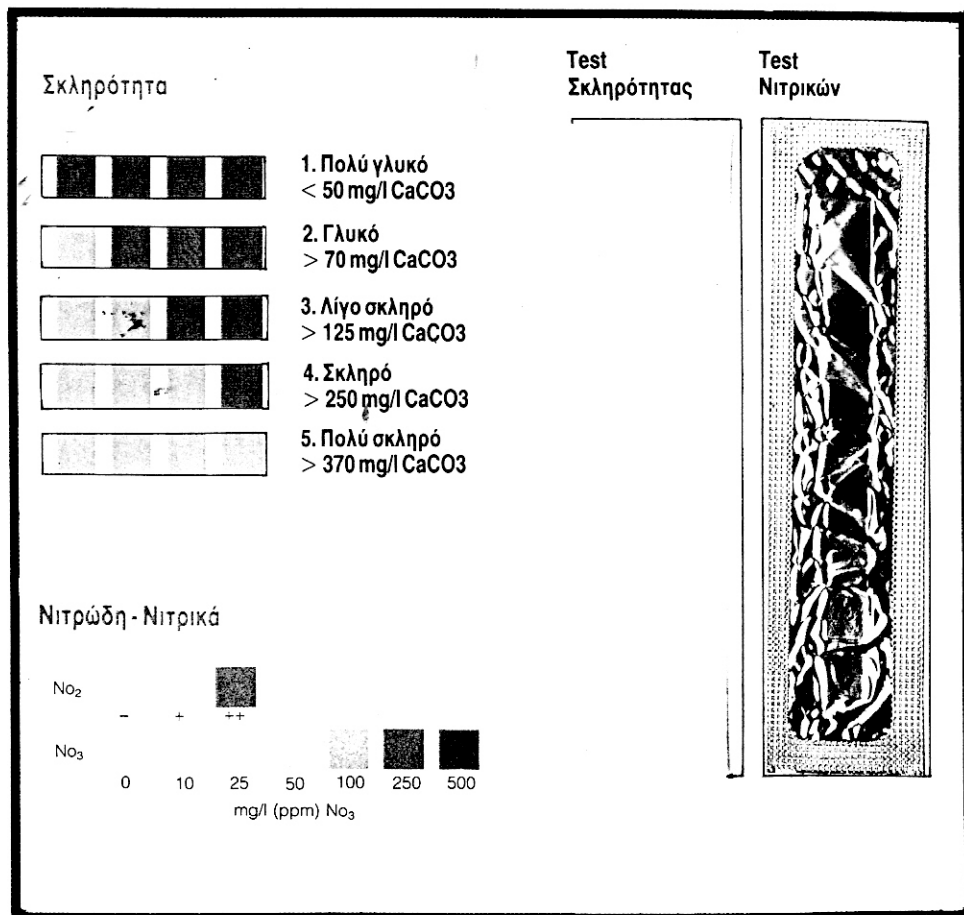 Σκληρότητα
Test
Σκληρότητας
Test
Νιτρικών
1. Πολύ γλυκό
< 50 mg/l CaCO3
2. Γλυκό
> 70 mg/l CaCO3
3. Λίγο σκληρό
> 125 mg/l CaCO3
4. Σκληρό
> 250 mg/l CaCO3
5. Πολύ σκληρό
> 370 mg/l CaCO3
Νιτρώδη - Νιτρικά
No₂
- + ++
No₃
0 10 25 50 100 250 500
mg/l (ppm) No₃